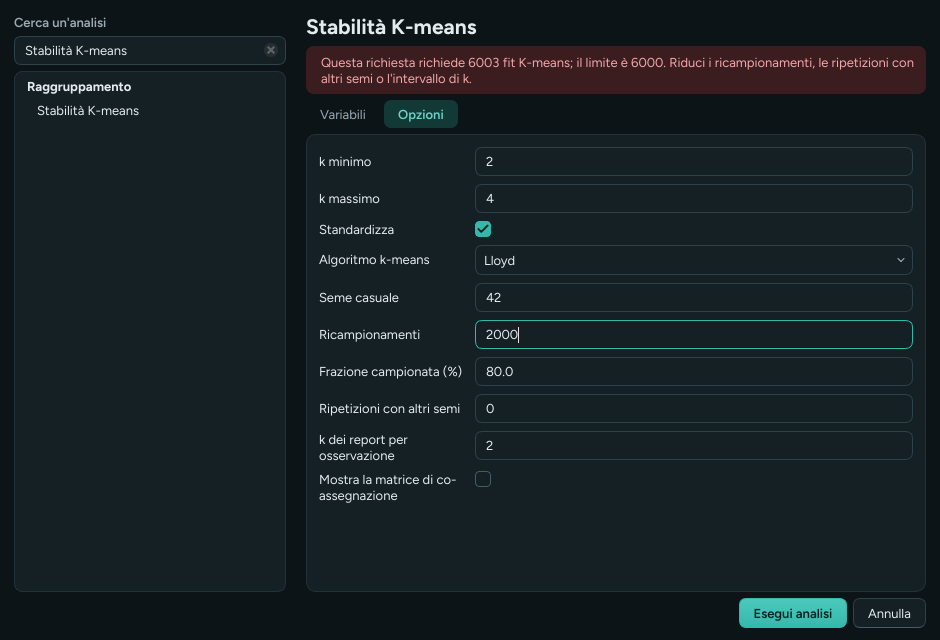 Cerca un'analisi
Stabilità K-means
Raggruppamento
Stabilità K-means
Stabilità K-means
Questa richiesta richiede 6003 fit K-means; il limite è 6000. Riduci i ricampionamenti, le ripetizioni con
altri semi o l'intervallo di k.
Variabili
Opzioni
k minimo
2
k massimo
4
Standardizza
Algoritmo k-means
Lloyd
Seme casuale
42
Ricampionamenti
2000
Frazione campionata (%)
80.0
Ripetizioni con altri semi
0
k dei report per
osservazione
2
Mostra la matrice di co-
assegnazione
Esegui analisi
Annulla